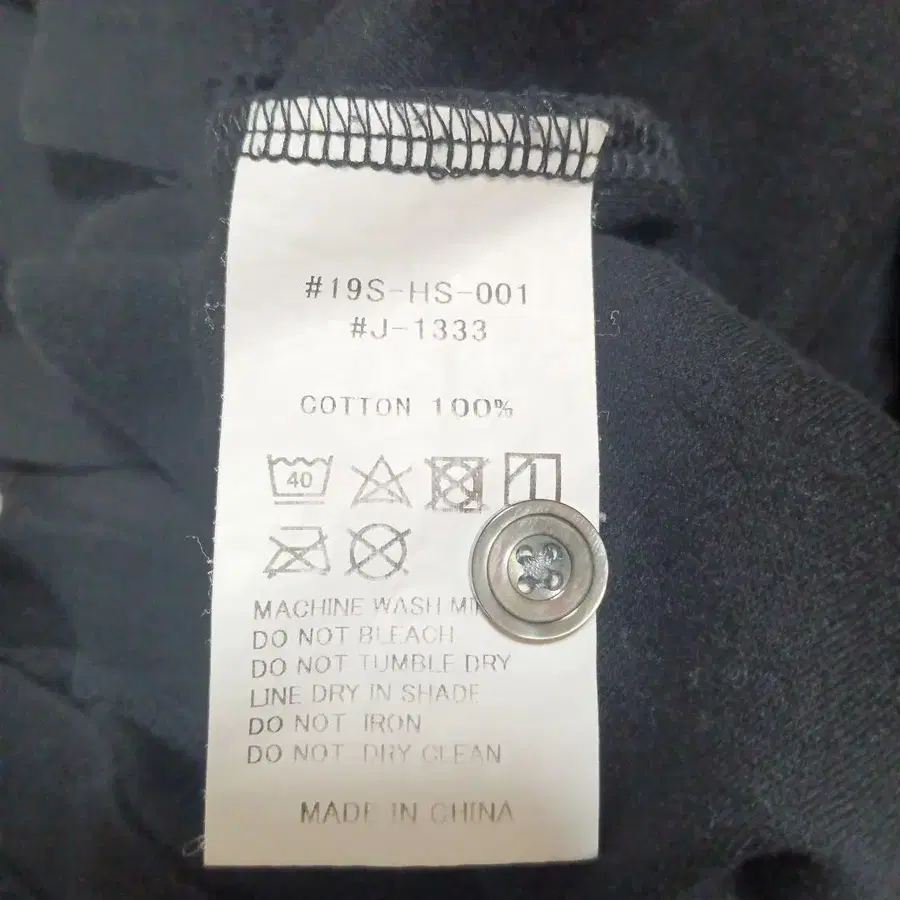 #19S-HS-001
#J-1333
COTTON 100%
40
MACHINE WASH
DO NOT BLEACH
DO NOT TUMBLE DRY
LINE DRY IN SHADE
DO NOT IRON
DO NOT DRY CLEAN
MADE IN CHINA